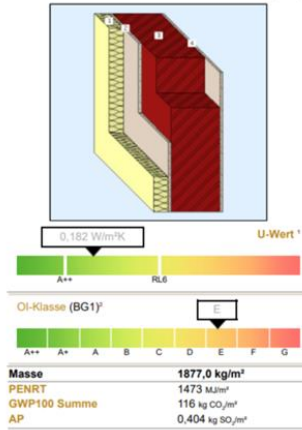 1
2
3
4
0,182 W/m²K
U-Wert ¹
A++
RL6
OI-Klasse (BG1)²
E
A++ A+ A B C D E F G
Masse 1877,0 kg/m²
PENRT 1473 MJ/m²
GWP100 Summe 116 kg CO₂/m²
AP 0,404 kg SO₂/m²